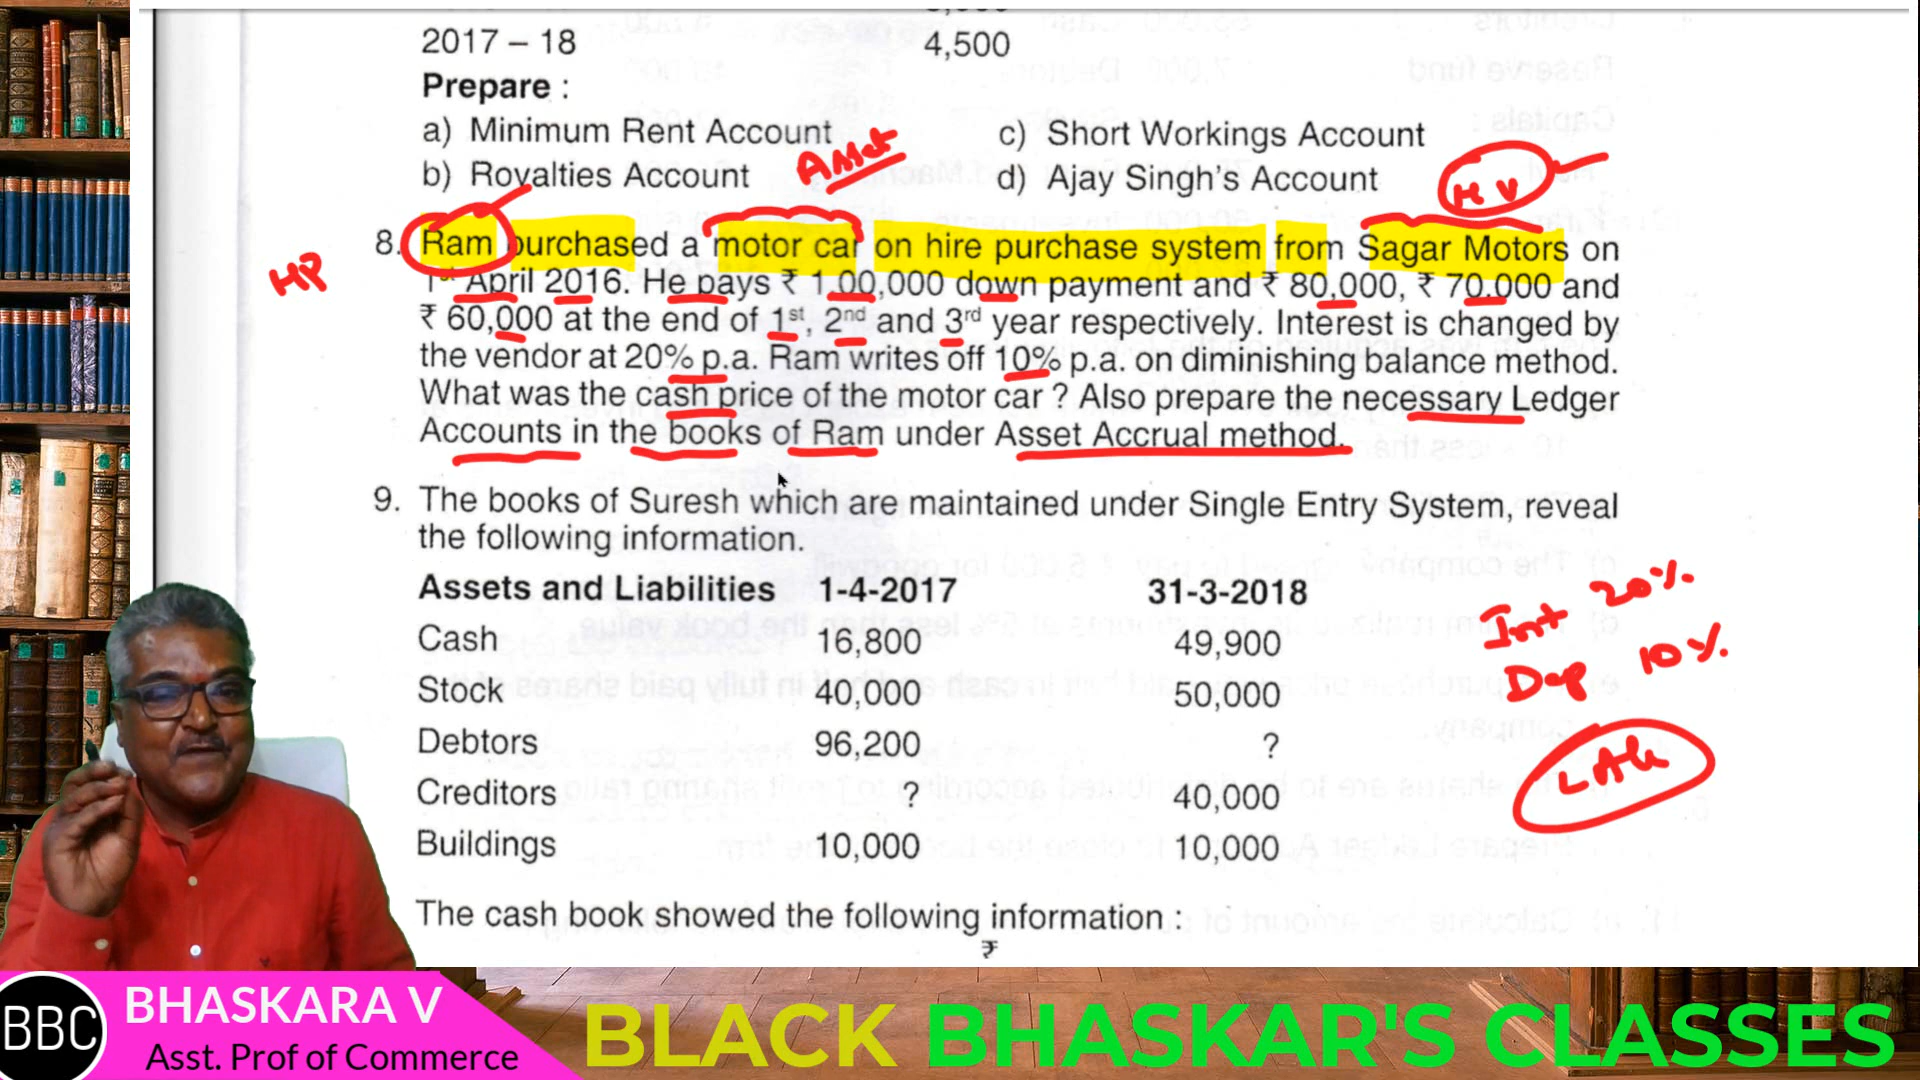 2017 – 18 4,500
Prepare :
a) Minimum Rent Account c) Short Workings Account
Asset
b) Royalties Account d) Ajay Singh's Account
H V
HP
8. Ram purchased a motor car on hire purchase system from Sagar Motors on
1st April 2016. He pays ₹ 1,00,000 down payment and ₹ 80,000, ₹ 70,000 and
₹ 60,000 at the end of 1st, 2nd and 3rd year respectively. Interest is changed by
the vendor at 20% p.a. Ram writes off 10% p.a. on diminishing balance method.
What was the cash price of the motor car ? Also prepare the necessary Ledger
Accounts in the books of Ram under Asset Accrual method.
9. The books of Suresh which are maintained under Single Entry System, reveal
the following information.
Assets and Liabilities 1-4-2017 31-3-2018
Cash 16,800 49,900
Stock 40,000 50,000
Debtors 96,200 ?
Creditors ? 40,000
Buildings 10,000 10,000
Int 20%
Dep 10%
The cash book showed the following information :
₹
BBC
BHASKARA V
Asst. Prof of Commerce
BLACK BHASKAR'S CLASSES